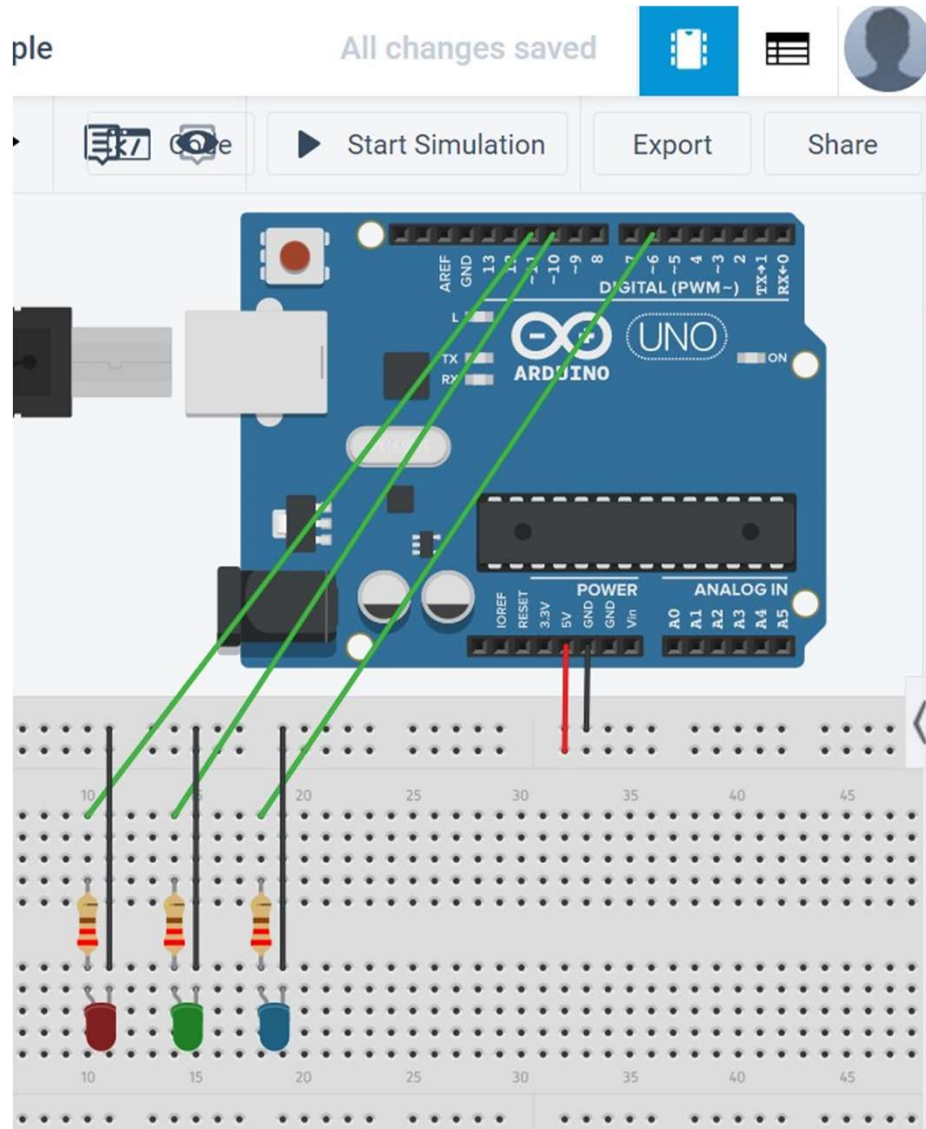 ple
All changes saved
Start Simulation
Export
Share
AREF
GND
13
12
~11
~10
~9
8
7
~6
~5
4
~3
2
TX→1
RX←0
DIGITAL (PWM~)
L
TX
RX
UNO
ARDUINO
ON
POWER
ANALOG IN
IOREF
RESET
3.3V
5V
GND
GND
Vin
A0
A1
A2
A3
A4
A5
10 20 25 30 35 40 45
10 15 20 25 30 35 40 45